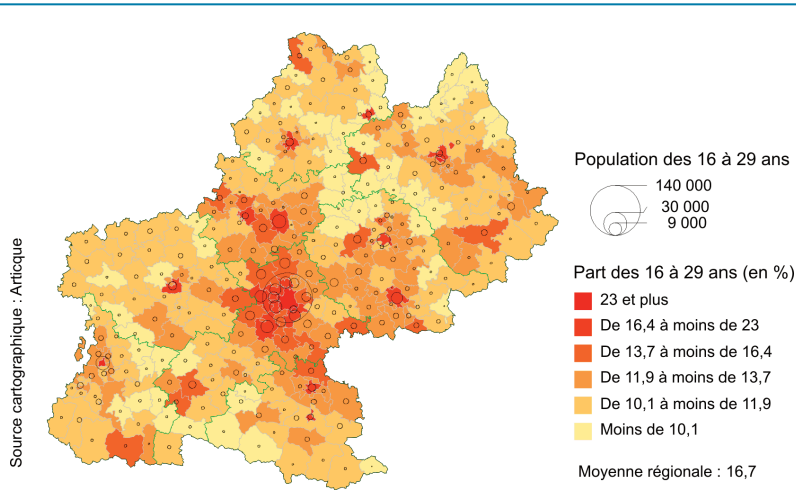 Source cartographique : Articque
Population des 16 à 29 ans
140 000
30 000
9 000
Part des 16 à 29 ans (en %)
23 et plus
De 16,4 à moins de 23
De 13,7 à moins de 16,4
De 11,9 à moins de 13,7
De 10,1 à moins de 11,9
Moins de 10,1
Moyenne régionale : 16,7